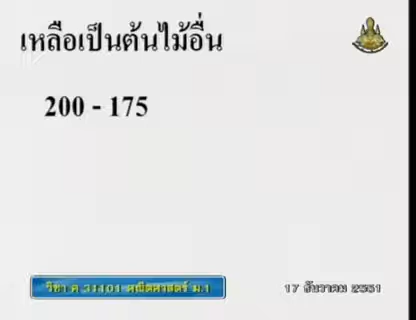 เหลือเป็นต้นไม้อื่น
200 - 175
วิชา ค 31101 คณิตศาสตร์ ม.1
17 ธันวาคม 2551